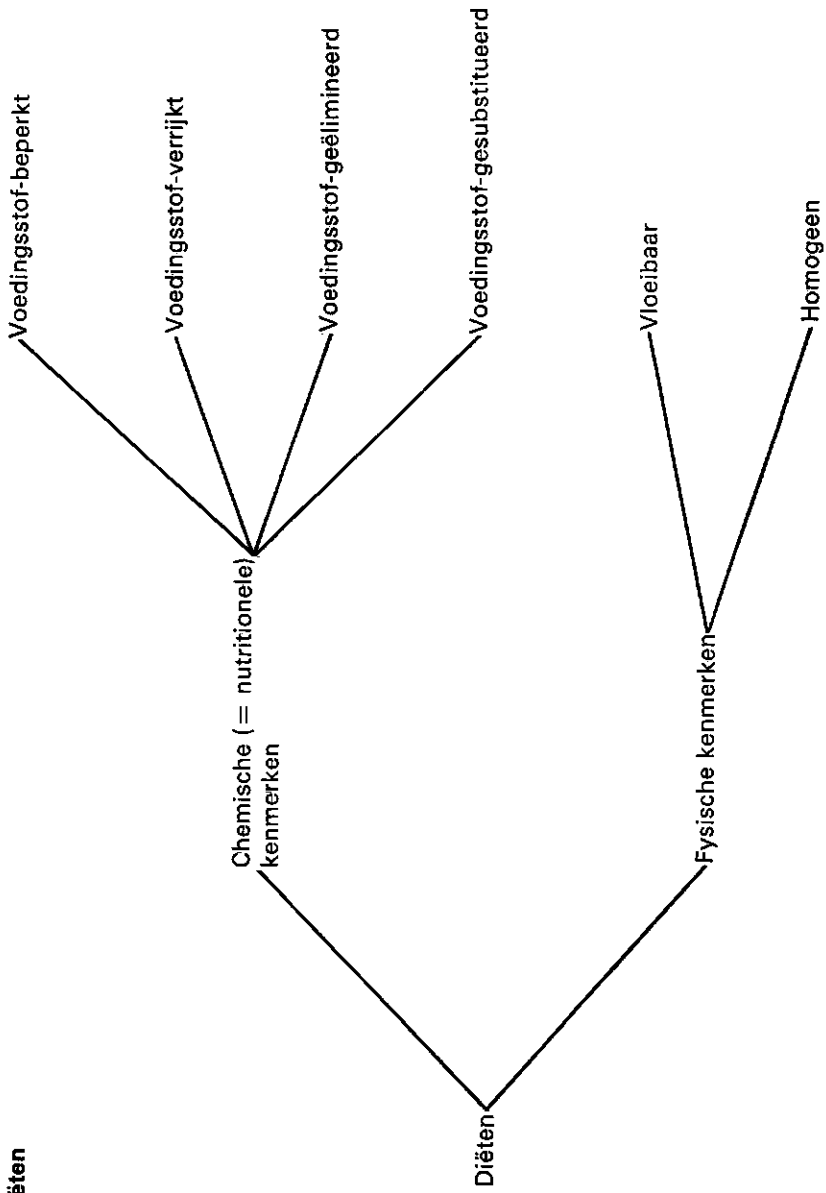 ëten
Diëten
Chemische (= nutritionele)
kenmerken
Voedingsstof-beperkt
Voedingsstof-verrijkt
Voedingsstof-geëlimineerd
Voedingsstof-gesubstitueerd
Fysische kenmerken
Vloeibaar
Homogeen